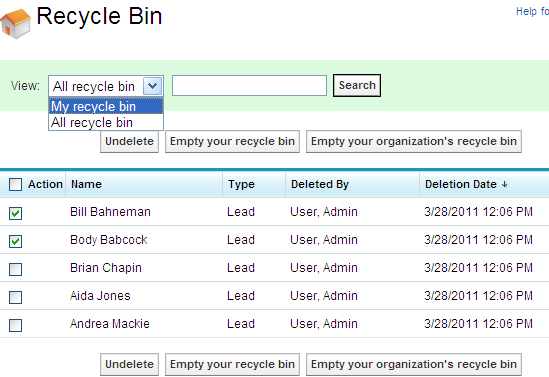 Recycle Bin
Help fo
View: All recycle bin Search
My recycle bin
All recycle bin
Undelete Empty your recycle bin Empty your organization's recycle bin
Action Name Type Deleted By Deletion Date ↓
Bill Bahneman Lead User, Admin 3/28/2011 12:06 PM
Body Babcock Lead User, Admin 3/28/2011 12:06 PM
Brian Chapin Lead User, Admin 3/28/2011 12:06 PM
Aida Jones Lead User, Admin 3/28/2011 12:06 PM
Andrea Mackie Lead User, Admin 3/28/2011 12:06 PM
Undelete Empty your recycle bin Empty your organization's recycle bin